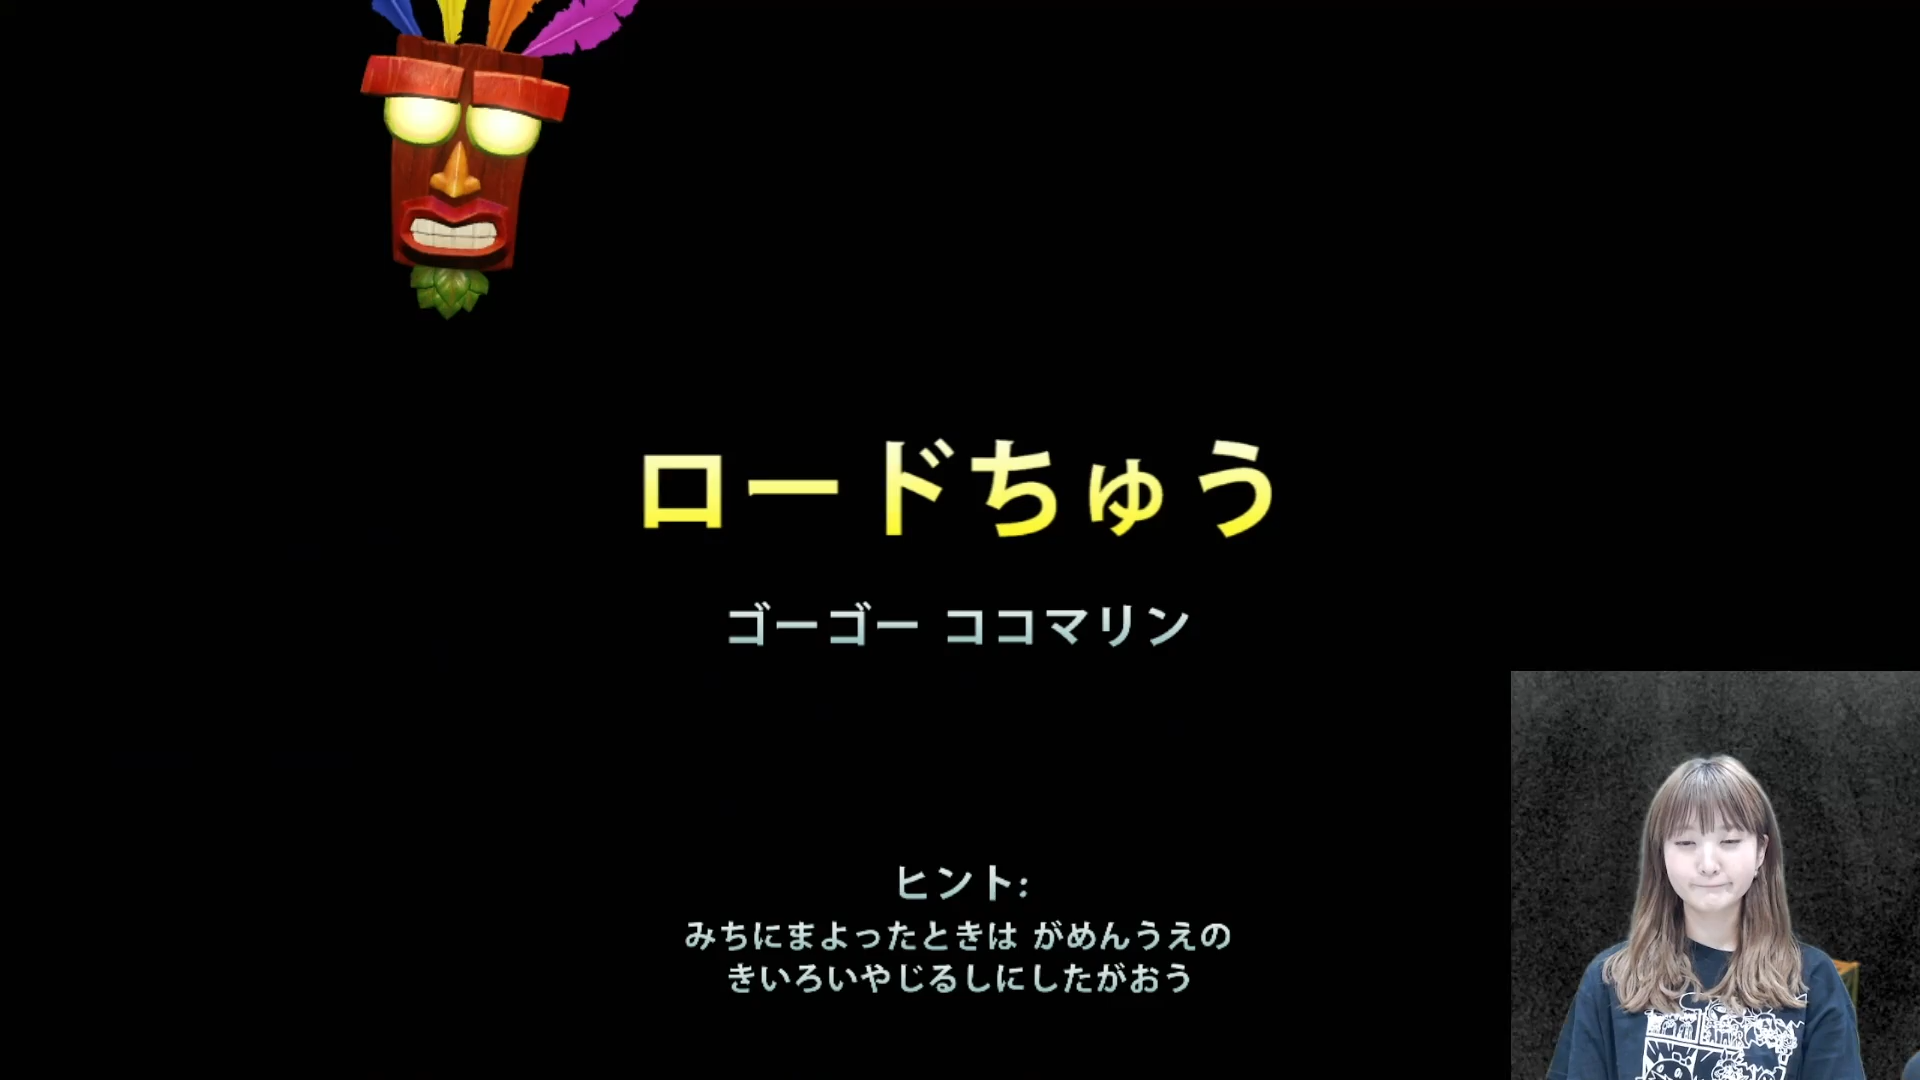 ロードちゅう
ゴーゴー ココマリン
ヒント:
みちにまよったときは がめんうえの
きいろいやじるしにしたがおう